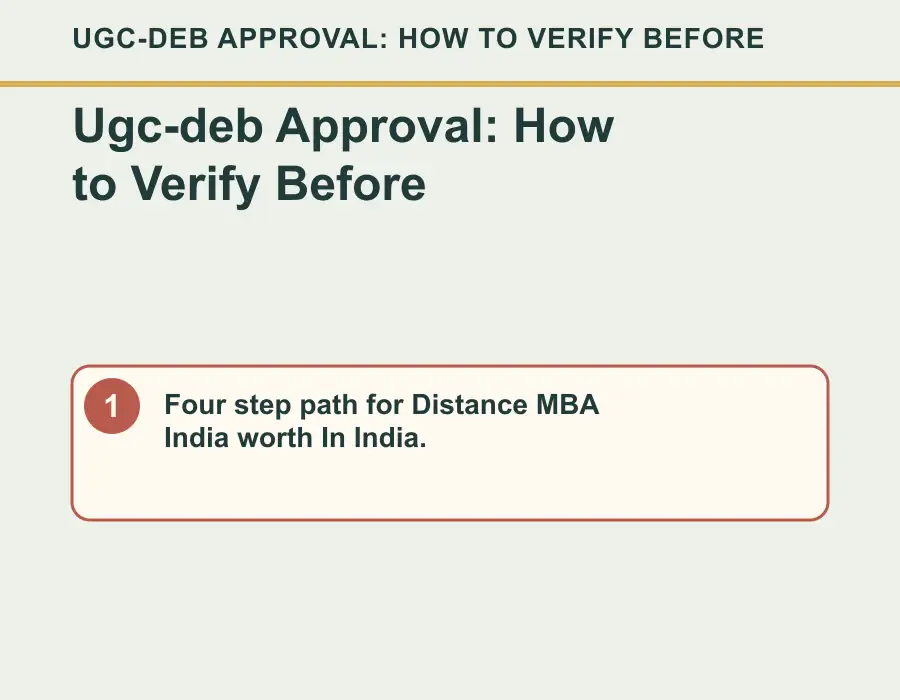 UGC-DEB APPROVAL: HOW TO VERIFY BEFORE
Ugc-deb Approval: How
to Verify Before
1
Four step path for Distance MBA
India worth In India.